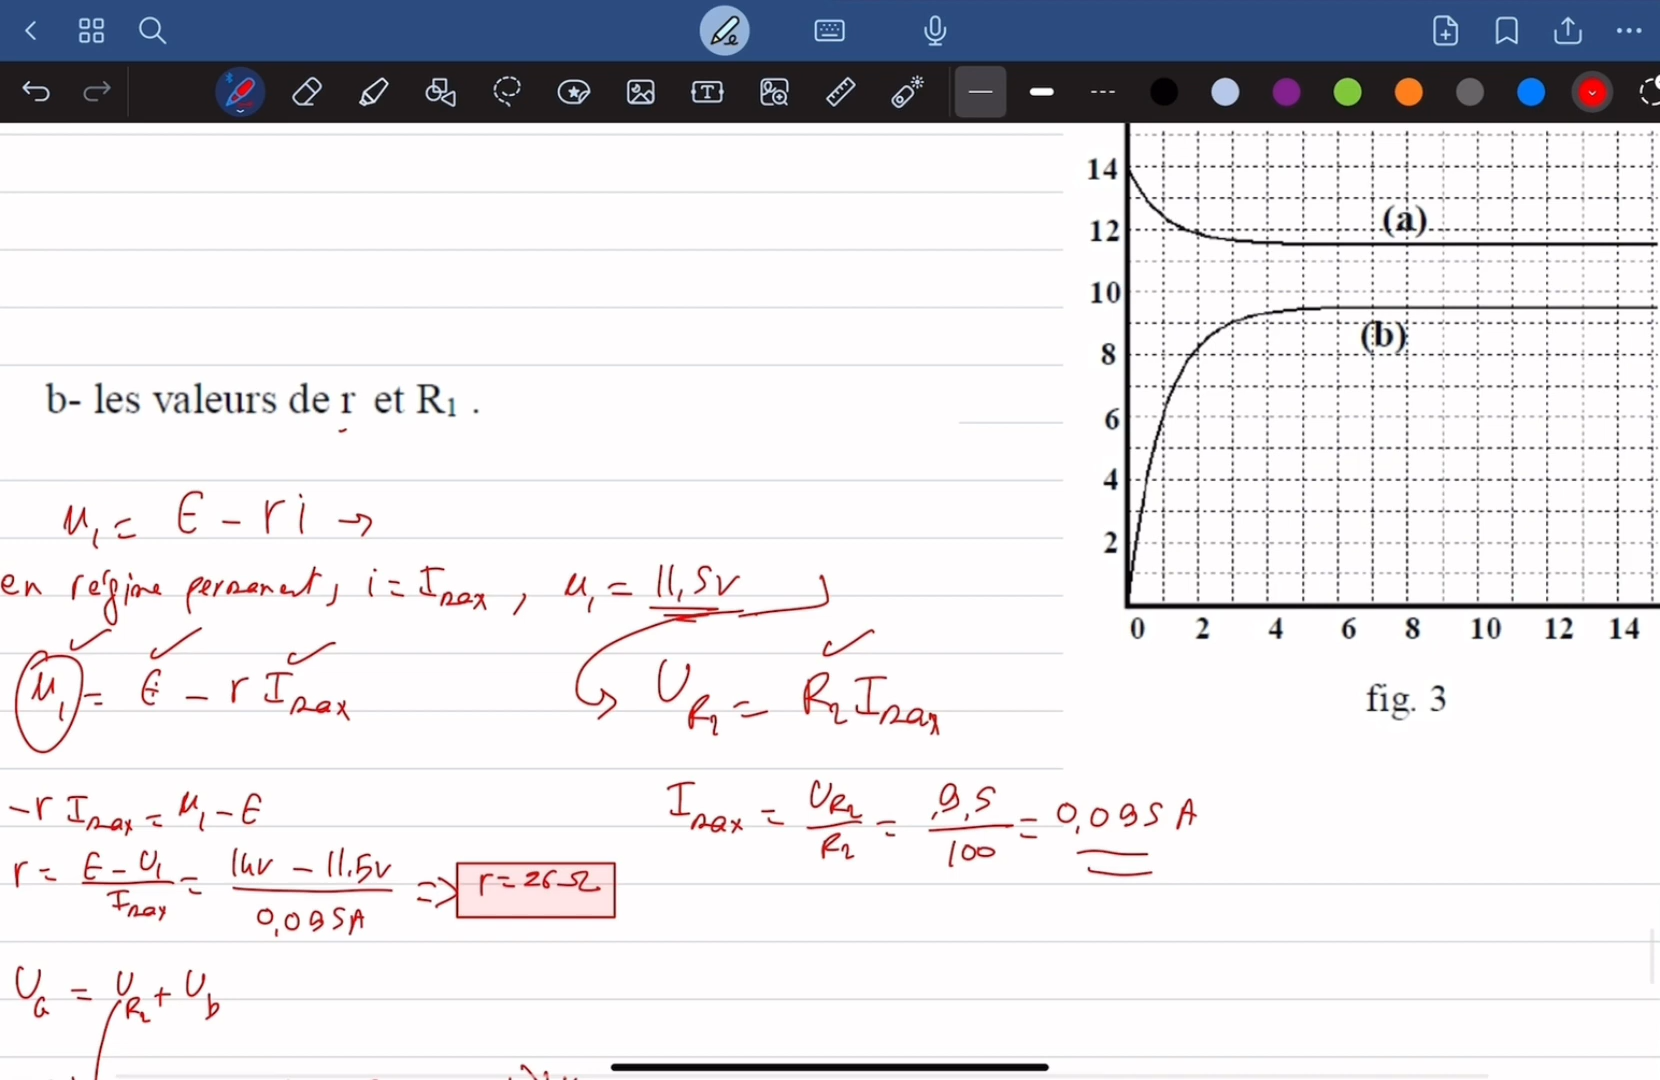 14
12
(a)
10
8
(b)
6
4
2
0 2 4 6 8 10 12 14
fig. 3
b- les valeurs de r et R₁ .
u₁ = E - r i →
en régime permanent, i = Imax , u₁ = 11,5v
u₁ = E - r Imax
U_R₂ = R₂ Imax
-r Imax = u₁ - E
Imax = U_R₂ / R₂ = 9,5 / 100 = 0,095 A
r = E - U₁ / Imax = 14v - 11,5v / 0,095A => r = 26 Ω
U_a = U_R₂ + U_b